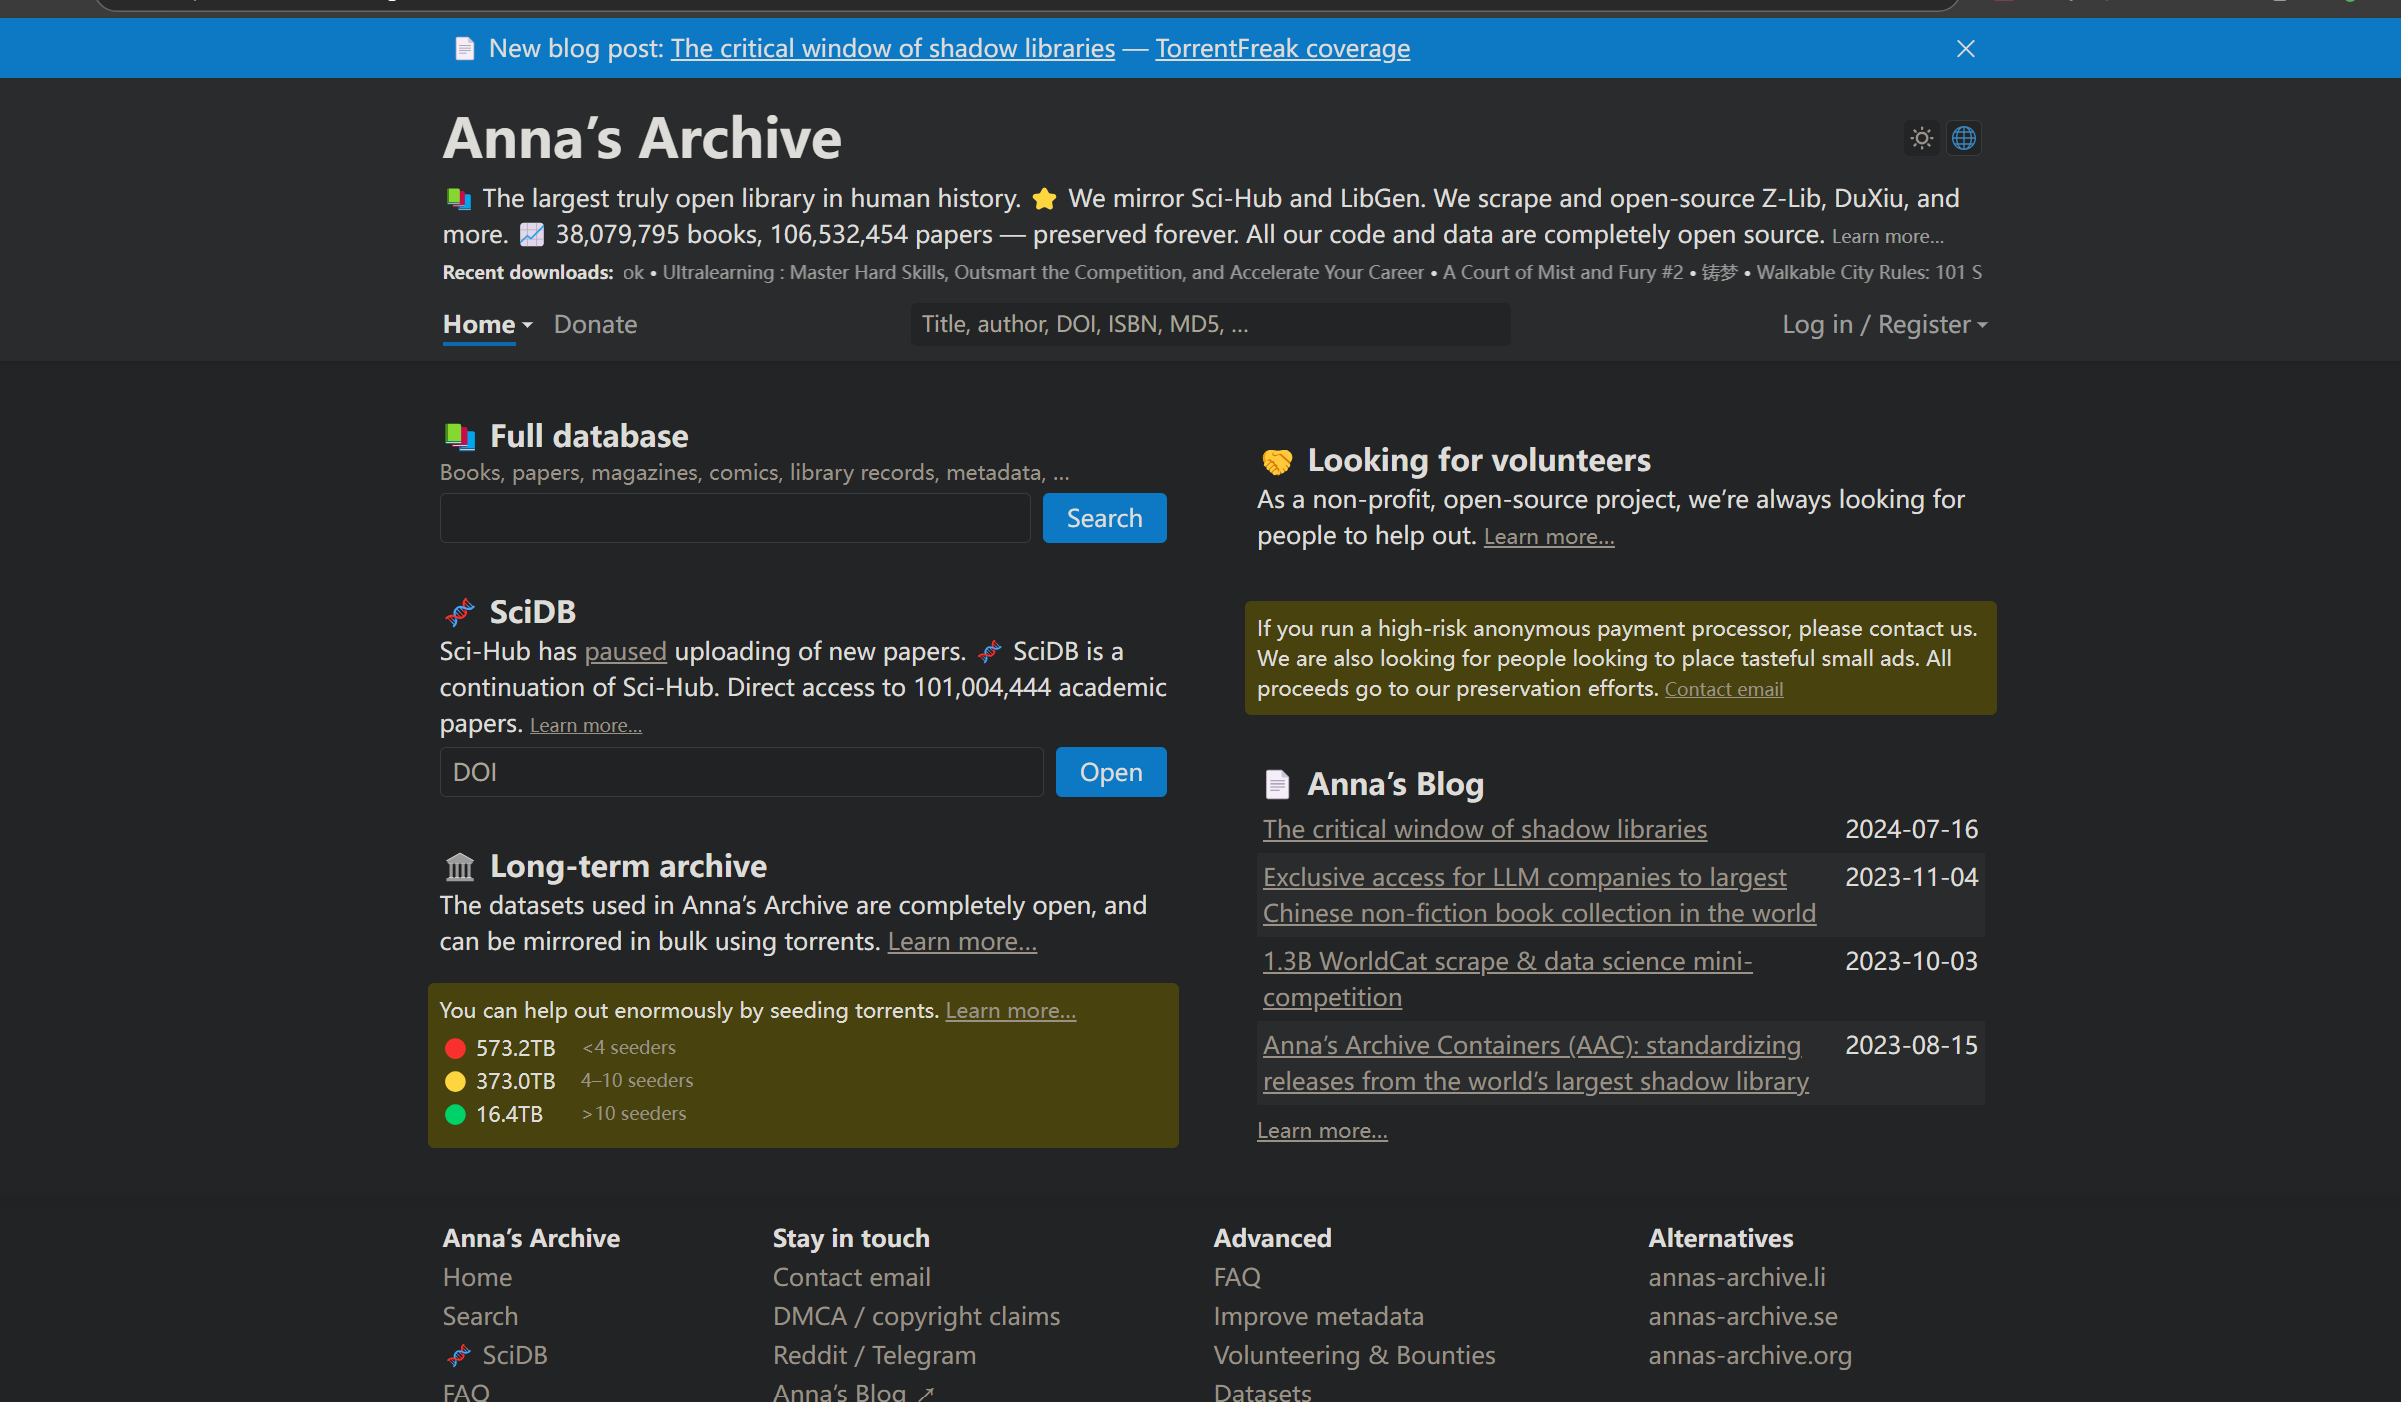 New blog post: The critical window of shadow libraries — TorrentFreak coverage
Anna’s Archive
📚 The largest truly open library in human history. ⭐ We mirror Sci-Hub and LibGen. We scrape and open-source Z-Lib, DuXiu, and
more. 📈 38,079,795 books, 106,532,454 papers — preserved forever. All our code and data are completely open source. Learn more…
Recent downloads: ok • Ultralearning : Master Hard Skills, Outsmart the Competition, and Accelerate Your Career • A Court of Mist and Fury #2 • 铸梦 • Walkable City Rules: 101 S
Home Donate
Title, author, DOI, ISBN, MD5, …
Log in / Register
📚 Full database
Books, papers, magazines, comics, library records, metadata, …
Search
🧬 SciDB
Sci-Hub has paused uploading of new papers. 🧬 SciDB is a
continuation of Sci-Hub. Direct access to 101,004,444 academic
papers. Learn more…
DOI
Open
🏛️ Long-term archive
The datasets used in Anna’s Archive are completely open, and
can be mirrored in bulk using torrents. Learn more…
You can help out enormously by seeding torrents. Learn more…
🔴 573.2TB <4 seeders
🟡 373.0TB 4–10 seeders
🟢 16.4TB >10 seeders
🤝 Looking for volunteers
As a non-profit, open-source project, we’re always looking for
people to help out. Learn more…
If you run a high-risk anonymous payment processor, please contact us.
We are also looking for people looking to place tasteful small ads. All
proceeds go to our preservation efforts. Contact email
📄 Anna’s Blog
The critical window of shadow libraries 2024-07-16
Exclusive access for LLM companies to largest 2023-11-04
Chinese non-fiction book collection in the world
1.3B WorldCat scrape & data science mini- 2023-10-03
competition
Anna’s Archive Containers (AAC): standardizing 2023-08-15
releases from the world’s largest shadow library
Learn more…
Anna’s Archive
Home
Search
🧬 SciDB
FAQ
Stay in touch
Contact email
DMCA / copyright claims
Reddit / Telegram
Anna’s Blog ↗
Advanced
FAQ
Improve metadata
Volunteering & Bounties
Datasets
Alternatives
annas-archive.li
annas-archive.se
annas-archive.org